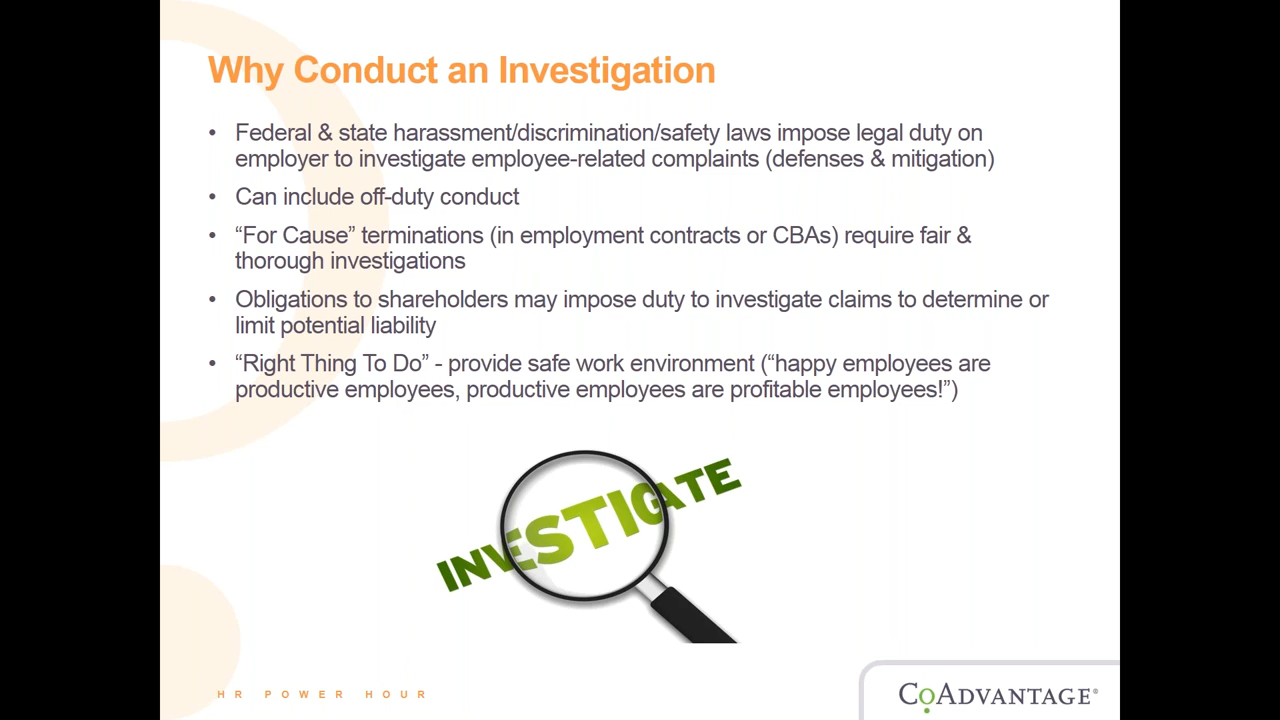 Why Conduct an Investigation
• Federal & state harassment/discrimination/safety laws impose legal duty on
employer to investigate employee-related complaints (defenses & mitigation)
• Can include off-duty conduct
• “For Cause” terminations (in employment contracts or CBAs) require fair &
thorough investigations
• Obligations to shareholders may impose duty to investigate claims to determine or
limit potential liability
• “Right Thing To Do” - provide safe work environment (“happy employees are
productive employees, productive employees are profitable employees!”)
INVESTIGATE
HR POWER HOUR
CoAdvantage®